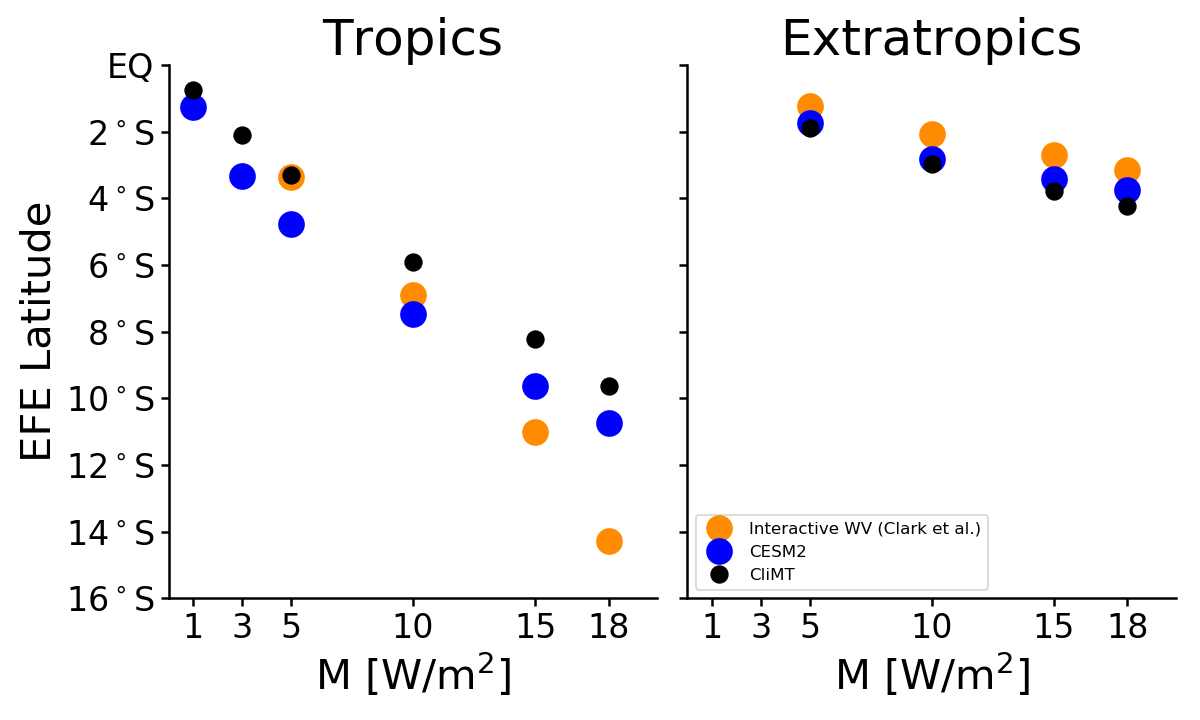 Tropics
Extratropics
EFE Latitude
EQ
2°S
4°S
6°S
8°S
10°S
12°S
14°S
16°S
1 3 5 10 15 18
M [W/m²]
Interactive WV (Clark et al.)
CESM2
CliMT
1 3 5 10 15 18
M [W/m²]